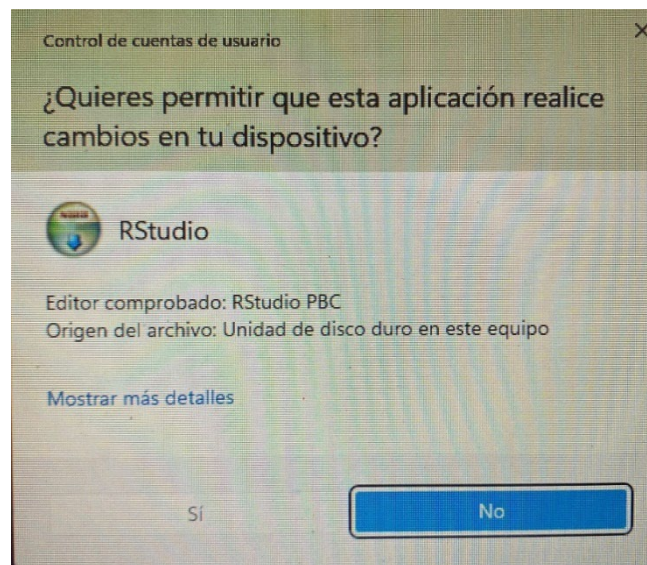 Control de cuentas de usuario
¿Quieres permitir que esta aplicación realice
cambios en tu dispositivo?
RStudio
Editor comprobado: RStudio PBC
Origen del archivo: Unidad de disco duro en este equipo
Mostrar más detalles
Sí
No